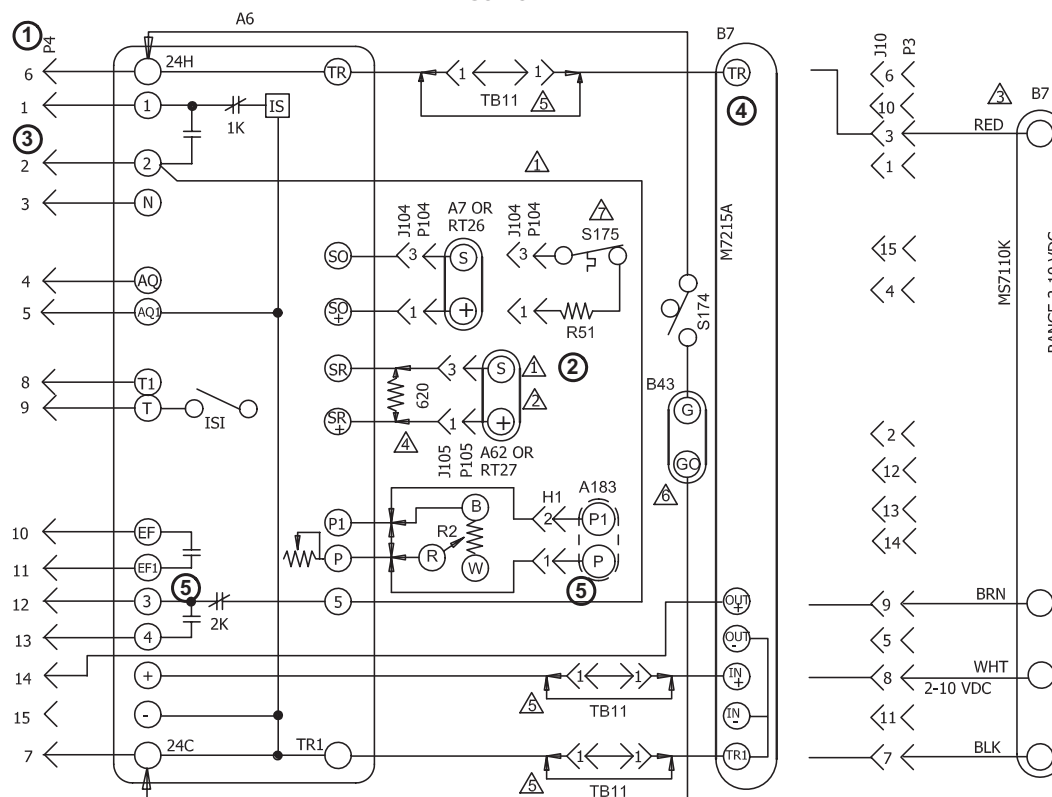 A6
B7
1
P4
24H
6
TR
1
1
TB11
5
TR
4
J10
P3
6
10
3
RED
3
B7
1
1
IS
1K
3
2
2
1
1
3
N
J104
P104
A7 OR
RT26
J104
P104
7
S175
M7215A
MS7110K
RANGE 2-10 VDC
SO
3
S
3
15
4
AQ
4
5
AQ1
SO
+
1
+
1
R51
S174
8
T1
SR
3
S
1
2
B43
9
T
ISI
620
2
G
SR
+
1
+
4
J105
P105
A62 OR
RT27
2
12
GO
6
13
14
H1
A183
B
2
P1
P1
R2
10
EF
P
R
W
1
P
11
EF1
5
5
12
3
2K
5
OUT
+
9
BRN
13
4
OUT
-
5
14
+
1
1
IN
+
8
WHT
2-10 VDC
5
TB11
15
-
IN
-
11
7
24C
TR1
1
1
TR1
7
BLK
5
TB11